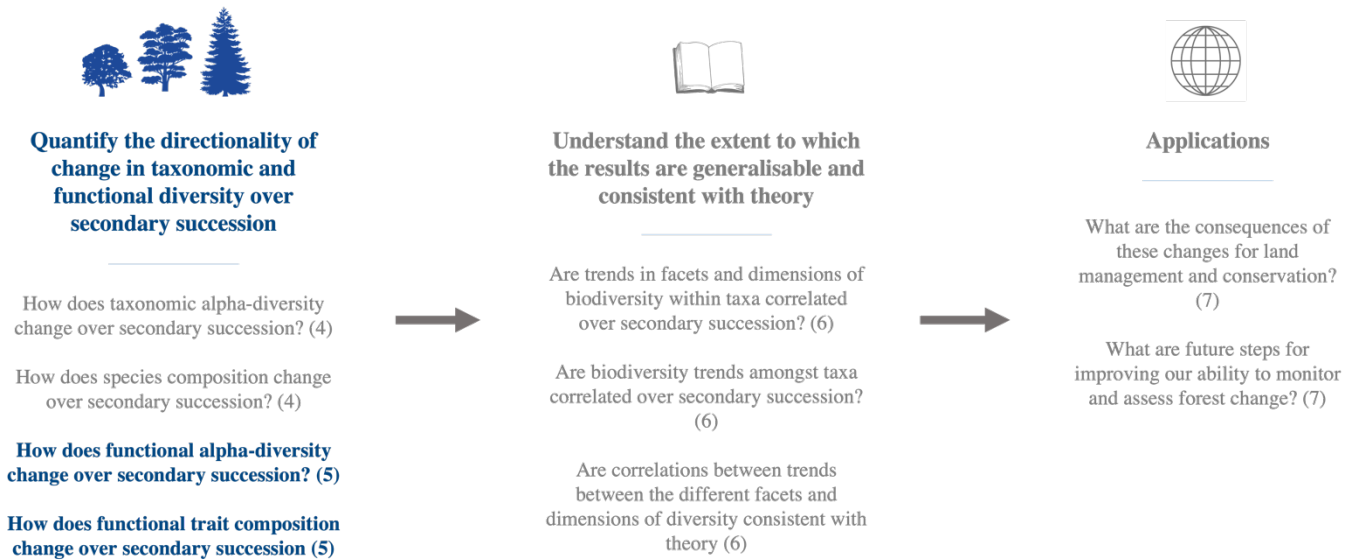 Quantify the directionality of
change in taxonomic and
functional diversity over
secondary succession
How does taxonomic alpha-diversity
change over secondary succession? (4)
How does species composition change
over secondary succession? (4)
How does functional alpha-diversity
change over secondary succession? (5)
How does functional trait composition
change over secondary succession (5)
Understand the extent to which
the results are generalisable and
consistent with theory
Are trends in facets and dimensions of
biodiversity within taxa correlated
over secondary succession? (6)
Are biodiversity trends amongst taxa
correlated over secondary succession?
(6)
Are correlations between trends
between the different facets and
dimensions of diversity consistent with
theory (6)
Applications
What are the consequences of
these changes for land
management and conservation?
(7)
What are future steps for
improving our ability to monitor
and assess forest change? (7)